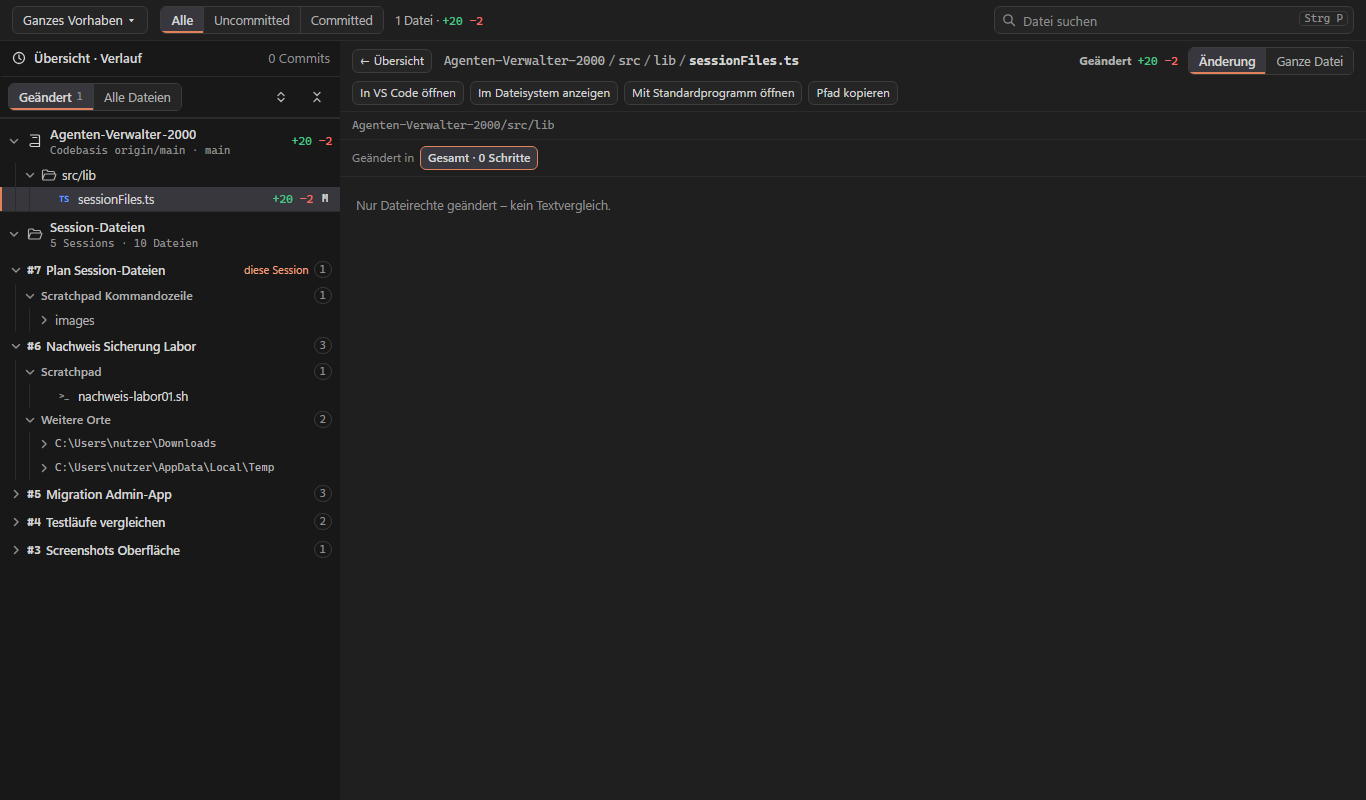 Ganzes Vorhaben Alle Uncommitted Committed 1 Datei · +20 −2 Datei suchen Strg P
Übersicht · Verlauf 0 Commits
Geändert 1 Alle Dateien
Agenten-Verwalter-2000 +20 −2
Codebasis origin/main · main
src/lib
TS sessionFiles.ts +20 −2 M
Session-Dateien
5 Sessions · 10 Dateien
#7 Plan Session-Dateien diese Session 1
Scratchpad Kommandozeile 1
images
#6 Nachweis Sicherung Labor 3
Scratchpad 1
>_ nachweis-labor01.sh
Weitere Orte 2
C:\Users\nutzer\Downloads
C:\Users\nutzer\AppData\Local\Temp
#5 Migration Admin-App 3
#4 Testläufe vergleichen 2
#3 Screenshots Oberfläche 1
← Übersicht Agenten-Verwalter-2000 / src / lib / sessionFiles.ts Geändert +20 −2 Änderung Ganze Datei
In VS Code öffnen Im Dateisystem anzeigen Mit Standardprogramm öffnen Pfad kopieren
Agenten-Verwalter-2000/src/lib
Geändert in Gesamt · 0 Schritte
Nur Dateirechte geändert – kein Textvergleich.